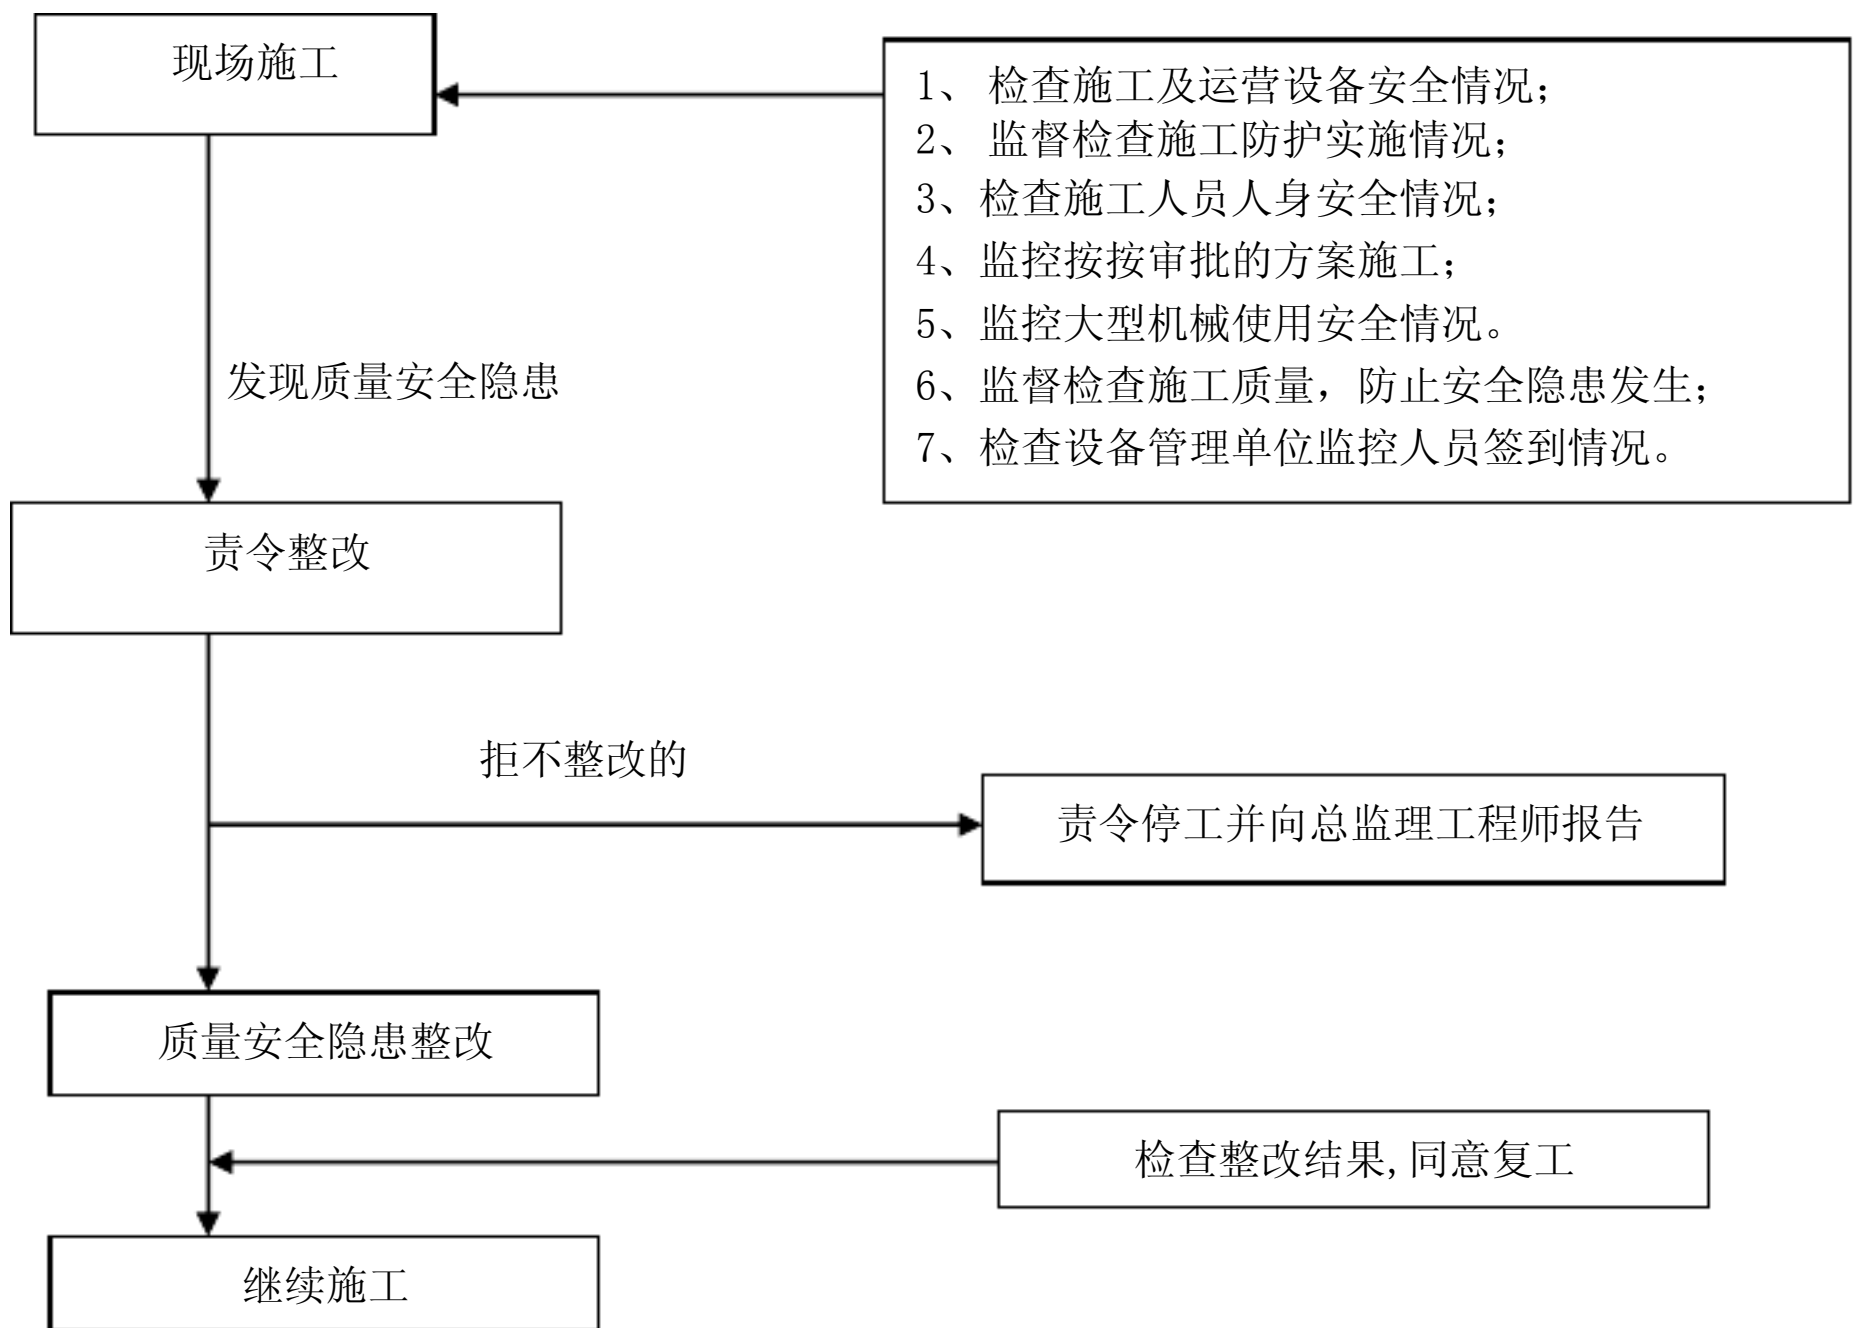 现场施工
1、 检查施工及运营设备安全情况；
2、 监督检查施工防护实施情况；
3、检查施工人员人身安全情况；
4、监控按按审批的方案施工；
5、监控大型机械使用安全情况。
6、监督检查施工质量，防止安全隐患发生；
7、检查设备管理单位监控人员签到情况。
发现质量安全隐患
责令整改
拒不整改的
责令停工并向总监理工程师报告
质量安全隐患整改
检查整改结果,同意复工
继续施工